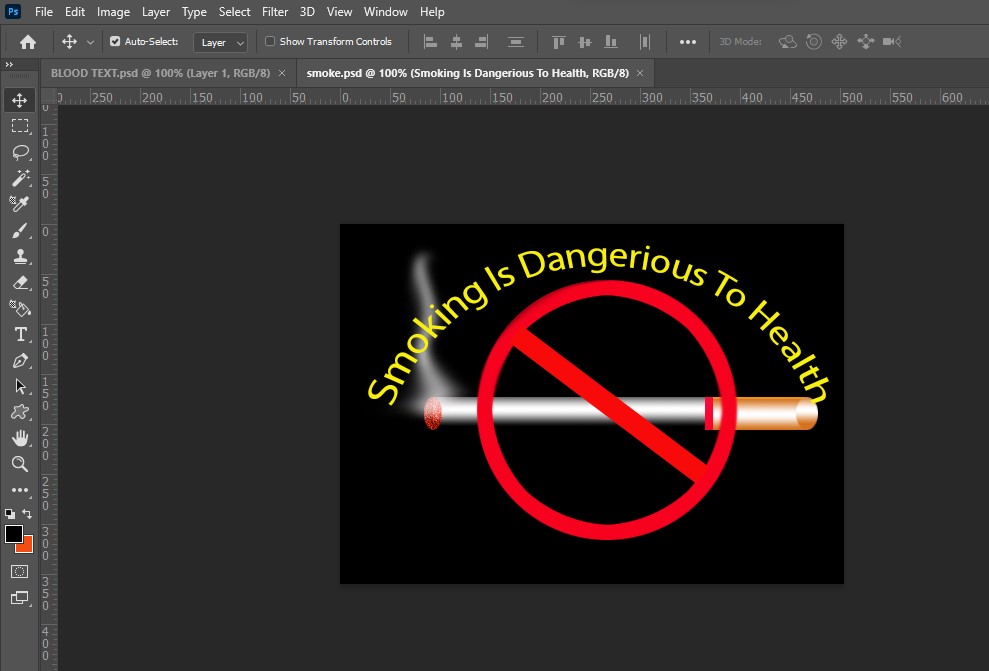 Ps File Edit Image Layer Type Select Filter 3D View Window Help
Auto-Select: Layer Show Transform Controls 3D Mode:
BLOOD TEXT.psd @ 100% (Layer 1, RGB/8) × smoke.psd @ 100% (Smoking Is Dangerious To Health, RGB/8) ×
0 250 200 150 100 50 0 50 100 150 200 250 300 350 400 450 500 550 600
0
100
50
0
50
100
150
200
250
300
350
400
Smoking Is Dangerious To Health